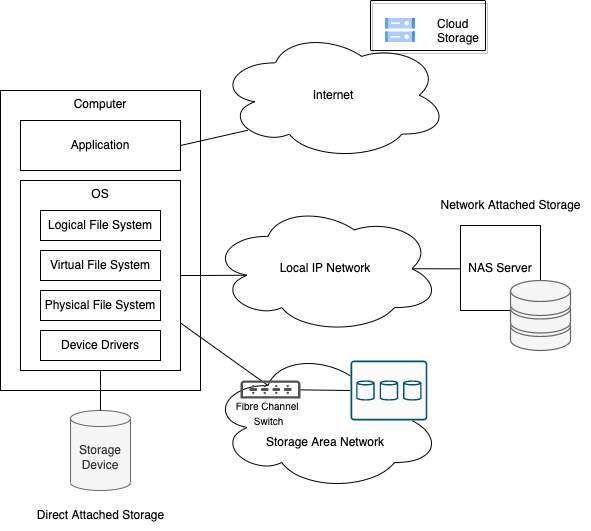 Cloud
Storage
Internet
Computer
Application
OS
Logical File System
Virtual File System
Physical File System
Device Drivers
Network Attached Storage
Local IP Network
NAS Server
Fibre Channel
Switch
Storage Area Network
Storage
Device
Direct Attached Storage